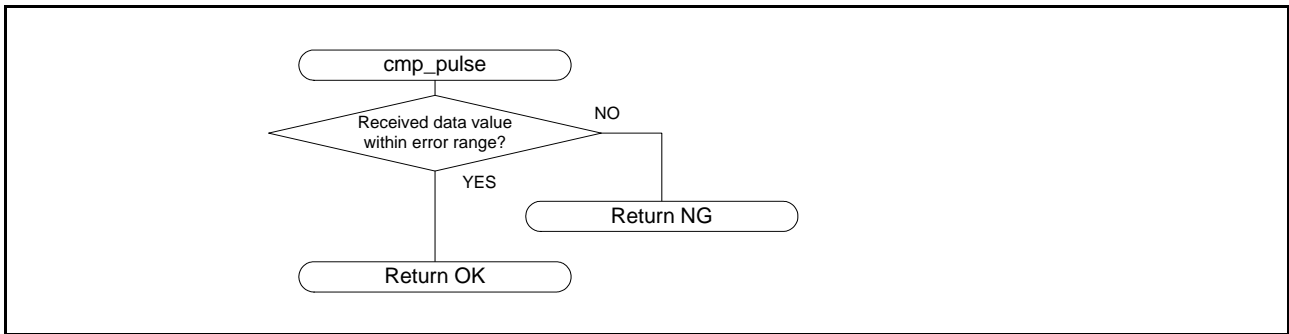 cmp_pulse
Received data value
within error range?
NO
YES
Return NG
Return OK